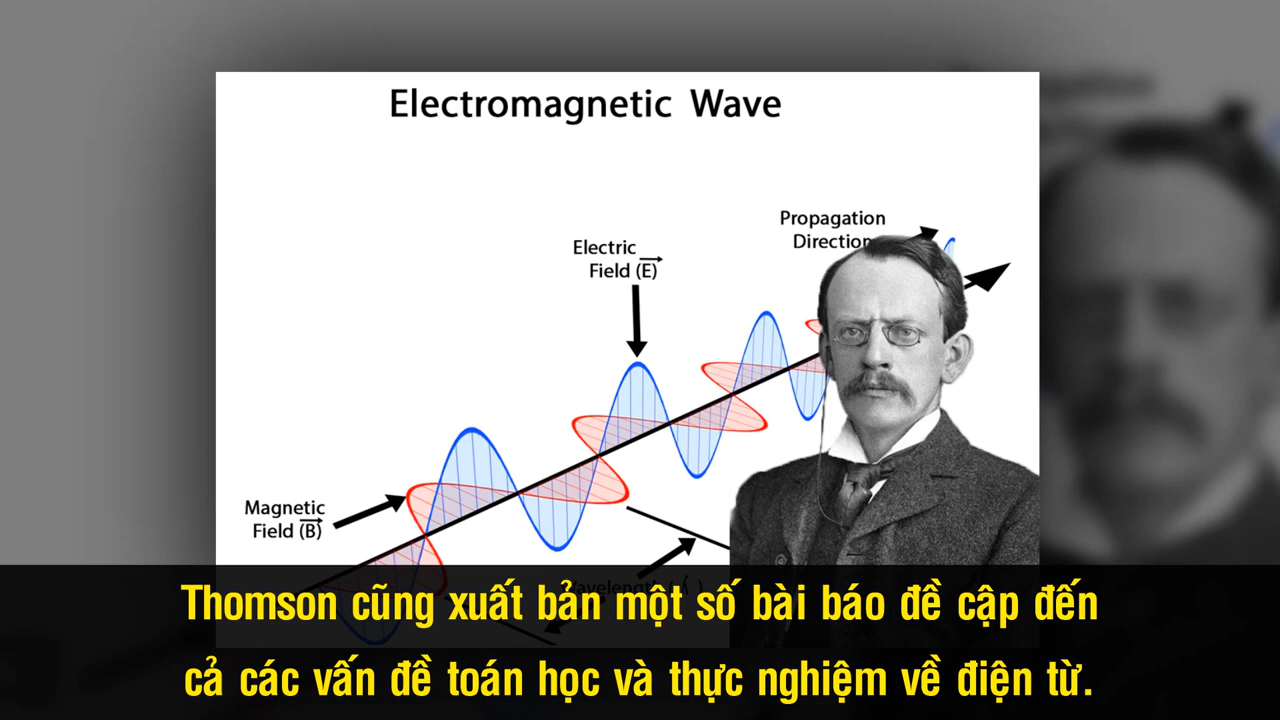 Electromagnetic Wave
Propagation
Direction
Electric
Field (E)
Magnetic
Field (B)
Wavelength
Thomson cũng xuất bản một số bài báo đề cập đến
cả các vấn đề toán học và thực nghiệm về điện từ.